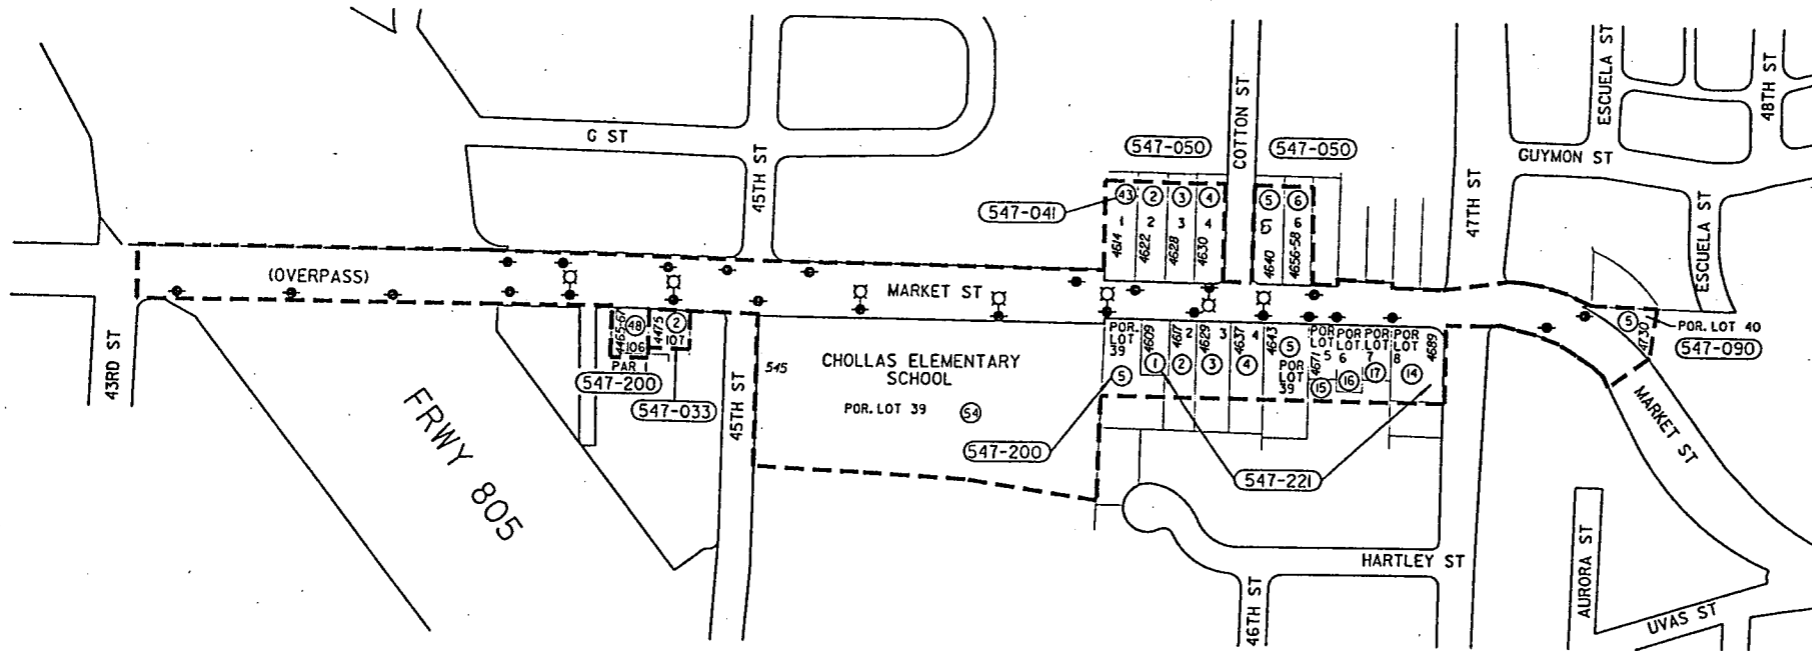 ESCUELA ST
48TH ST
COTTON ST
G ST
547-050
547-050
GUYMON ST
45TH ST
47TH ST
547-041
43
2
3
4
5
6
1
2
3
4
5
6
4614
4622
4628
4630
4640
4656-58
ESCUELA ST
(OVERPASS)
MARKET ST
43RD ST
4465-67
48
106
PAR 1
4475
2
107
547-200
547-033
45TH ST
545
CHOLLAS ELEMENTARY
SCHOOL
POR. LOT 39
54
POR.
LOT
39
5
4609
1
4617
2
2
4629
3
3
4637
4
4
4643
5
POR
LOT
39
POR
LOT
5
4671
15
POR
LOT
6
16
POR
LOT
7
17
POR
LOT
8
14
4689
5
4730
POR. LOT 40
547-090
547-200
547-221
FRWY 805
MARKET ST
HARTLEY ST
46TH ST
AURORA ST
UVAS ST